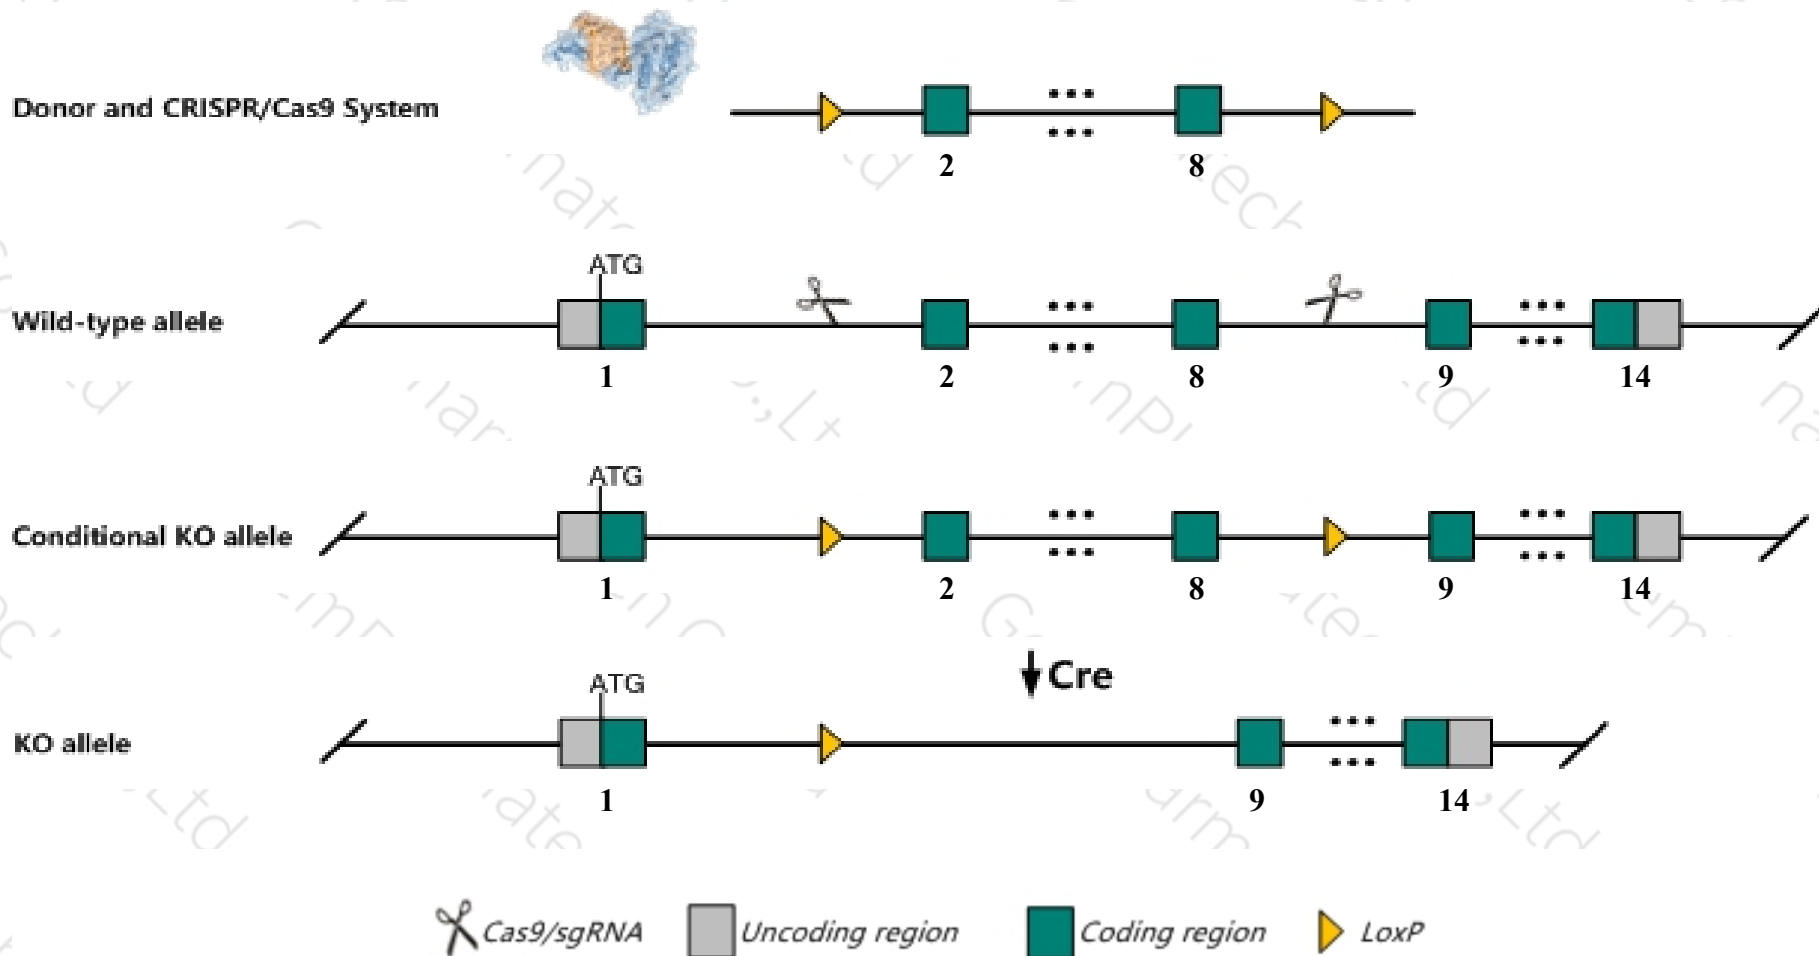 Donor and CRISPR/Cas9 System
2 8
ATG
Wild-type allele
1 2 8 9 14
ATG
Conditional KO allele
1 2 8 9 14
Cre
ATG
KO allele
1 9 14
Cas9/sgRNA Uncoding region Coding region LoxP